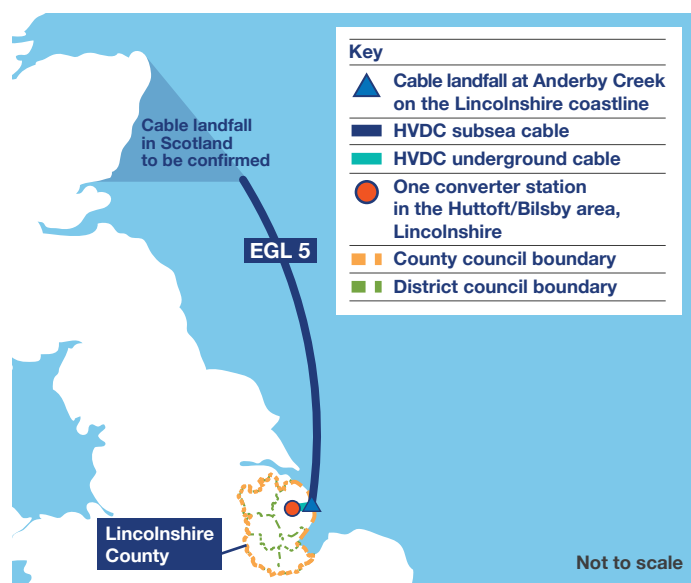 Key
Cable landfall at Anderby Creek
on the Lincolnshire coastline
HVDC subsea cable
HVDC underground cable
One converter station
in the Huttoft/Bilsby area,
Lincolnshire
County council boundary
District council boundary
Cable landfall
in Scotland
to be confirmed
EGL 5
Lincolnshire
County
Not to scale